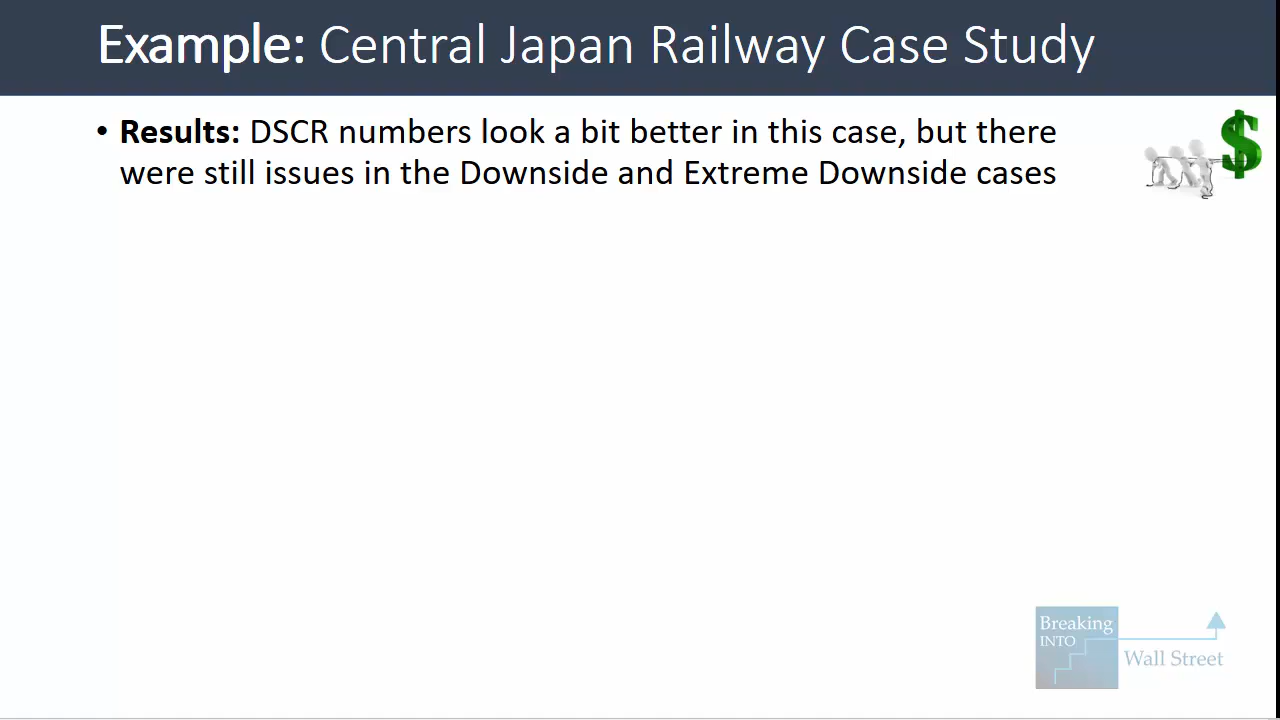 Example: Central Japan Railway Case Study
• Results: DSCR numbers look a bit better in this case, but there
were still issues in the Downside and Extreme Downside cases
$
Breaking
INTO
Wall Street